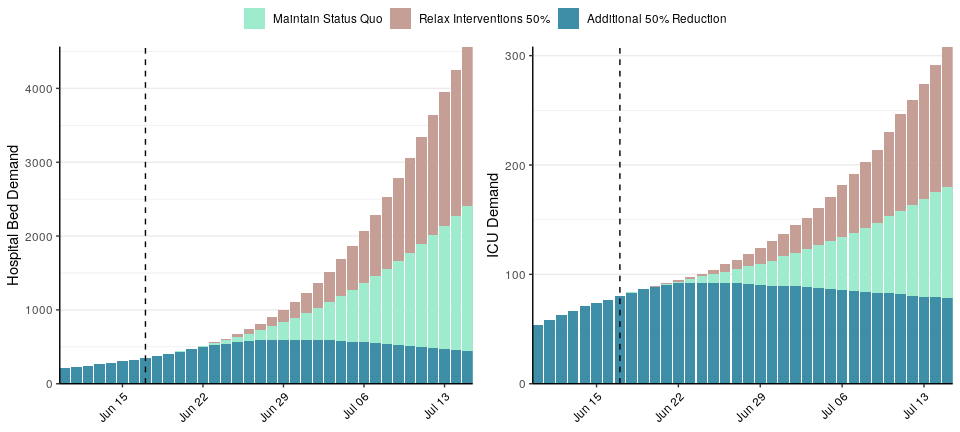 Maintain Status Quo Relax Interventions 50% Additional 50% Reduction
Hospital Bed Demand
4000
3000
2000
1000
0
Jun 15 Jun 22 Jun 29 Jul 06 Jul 13
ICU Demand
300
200
100
0
Jun 15 Jun 22 Jun 29 Jul 06 Jul 13